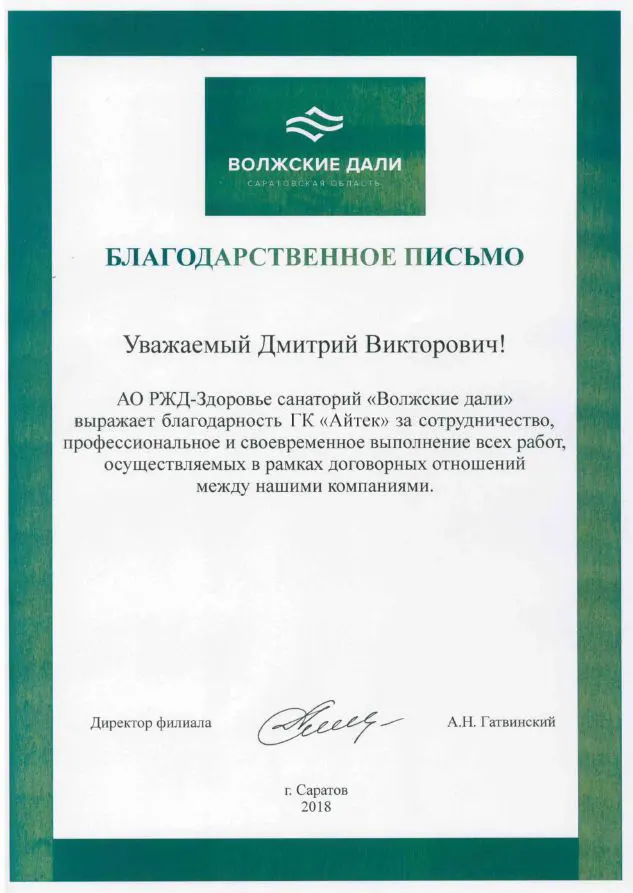 ВОЛЖСКИЕ ДАЛИ
САРАТОВСКАЯ ОБЛАСТЬ
БЛАГОДАРСТВЕННОЕ ПИСЬМО
Уважаемый Дмитрий Викторович!
АО РЖД-Здоровье санаторий «Волжские дали»
выражает благодарность ГК «Айтек» за сотрудничество,
профессиональное и своевременное выполнение всех работ,
осуществляемых в рамках договорных отношений
между нашими компаниями.
Директор филиала
А.Н. Гатвинский
г. Саратов
2018